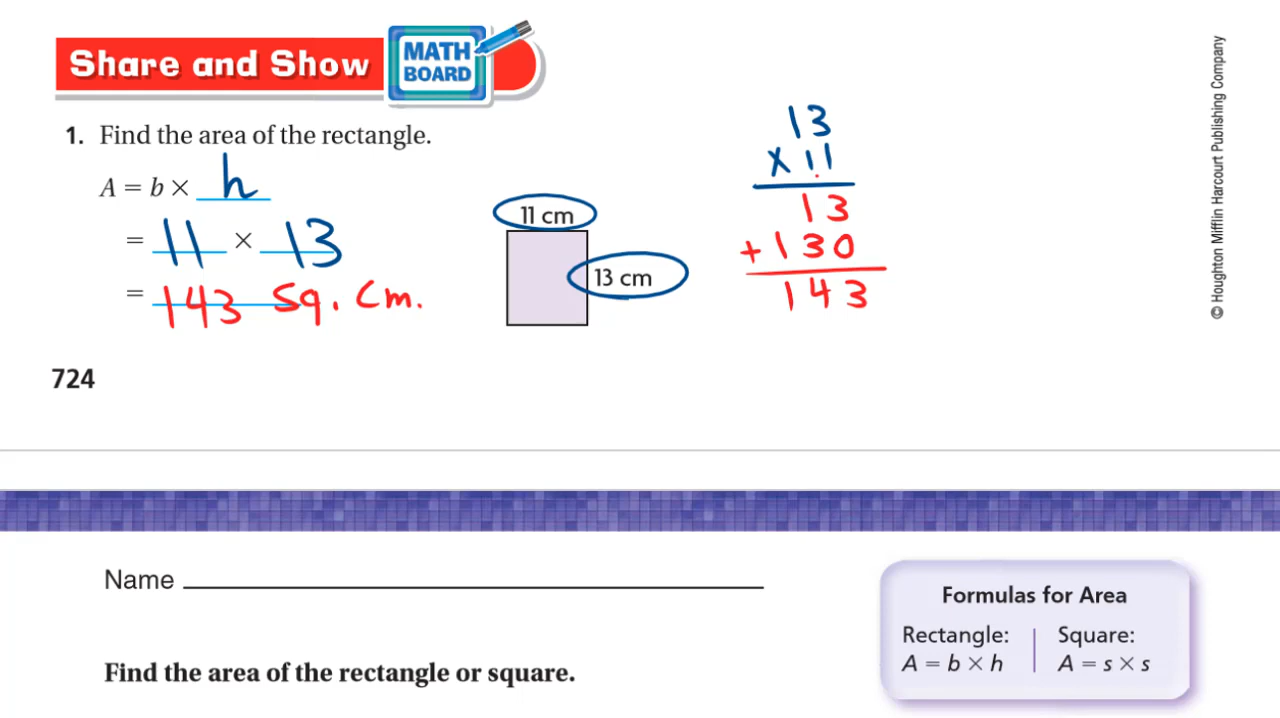 Share and Show
MATH
BOARD
1. Find the area of the rectangle.
A = b × h
= 11 × 13
= 143 sq. cm.
11 cm
13 cm
13
x 11
13
+130
143
© Houghton Mifflin Harcourt Publishing Company
724
Name
Find the area of the rectangle or square.
Formulas for Area
Rectangle:
A = b × h
Square:
A = s × s